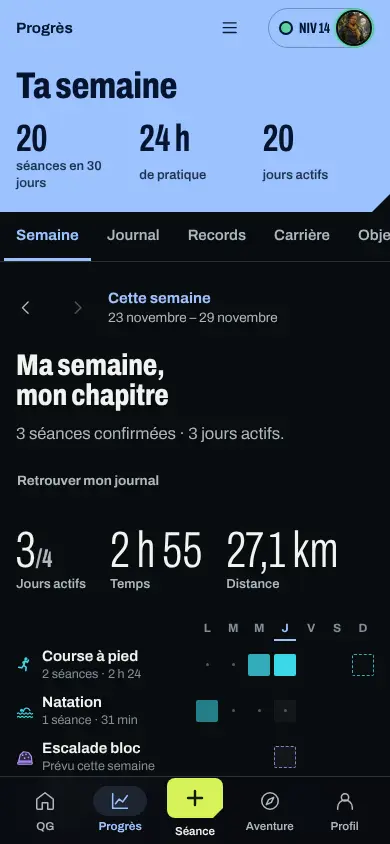 Progrès
NIV 14
Ta semaine
20
24 h
20
séances en 30
jours
de pratique
jours actifs
Semaine
Journal
Records
Carrière
Obje
Cette semaine
23 novembre – 29 novembre
Ma semaine,
mon chapitre
3 séances confirmées · 3 jours actifs.
Retrouver mon journal
3/4
2 h 55
27,1 km
Jours actifs
Temps
Distance
L M M J V S D
Course à pied
2 séances · 2 h 24
Natation
1 séance · 31 min
Escalade bloc
Prévu cette semaine
QG
Progrès
Séance
Aventure
Profil